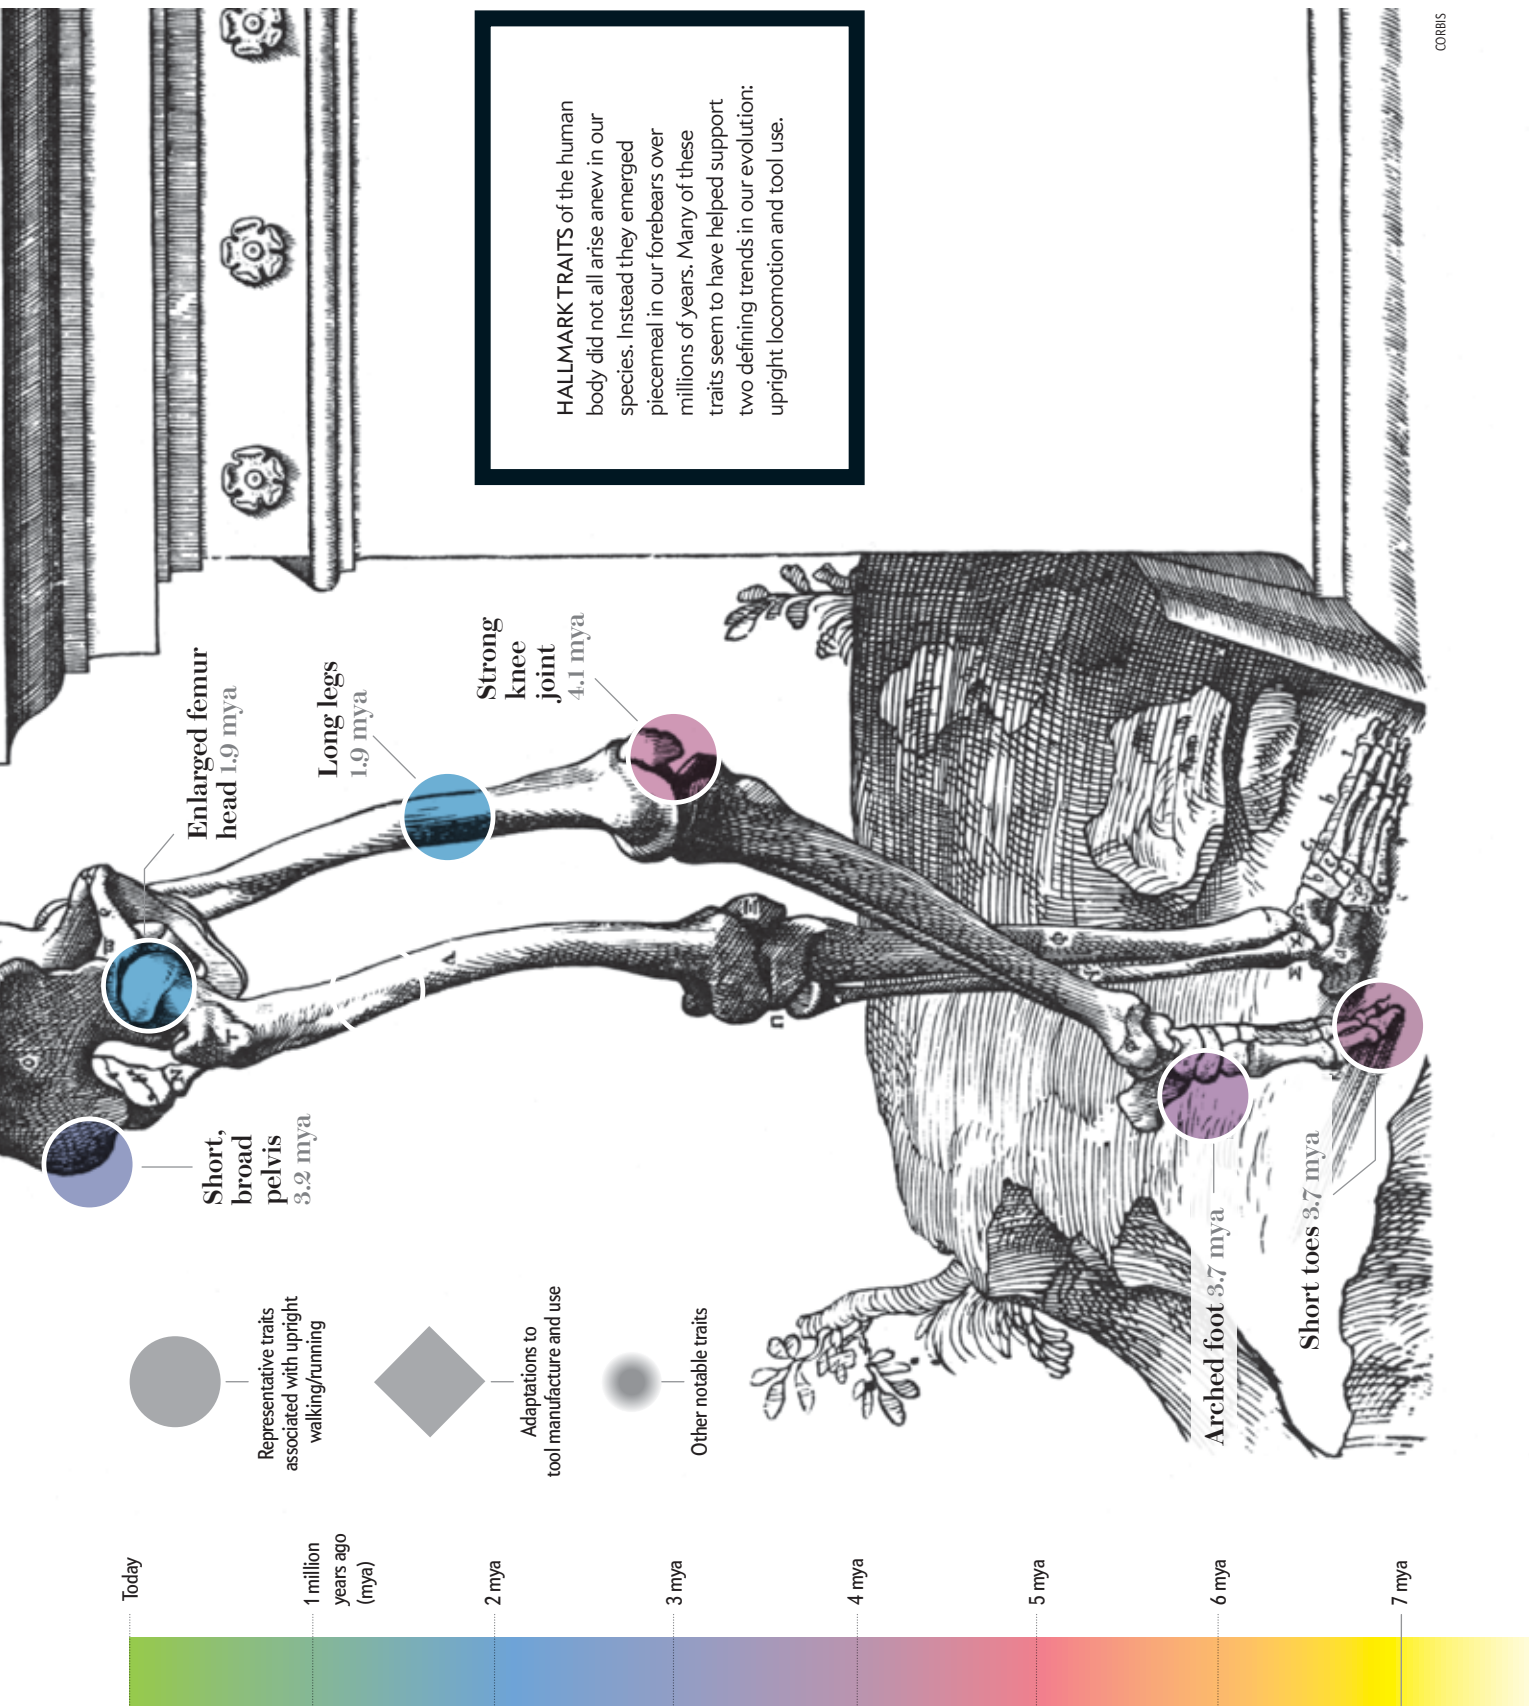 Today
1 million
years ago
(mya)
2 mya
3 mya
4 mya
5 mya
6 mya
7 mya
Representative traits
associated with upright
walking/running
Adaptations to
tool manufacture and use
Other notable traits
Short,
broad
pelvis
3.2 mya
Enlarged femur
head 1.9 mya
Long legs
1.9 mya
Strong
knee
joint
4.1 mya
Arched foot 3.7 mya
Short toes 3.7 mya
HALLMARK TRAITS of the human
body did not all arise anew in our
species. Instead they emerged
piecemeal in our forebears over
millions of years. Many of these
traits seem to have helped support
two defining trends in our evolution:
upright locomotion and tool use.
CORBIS